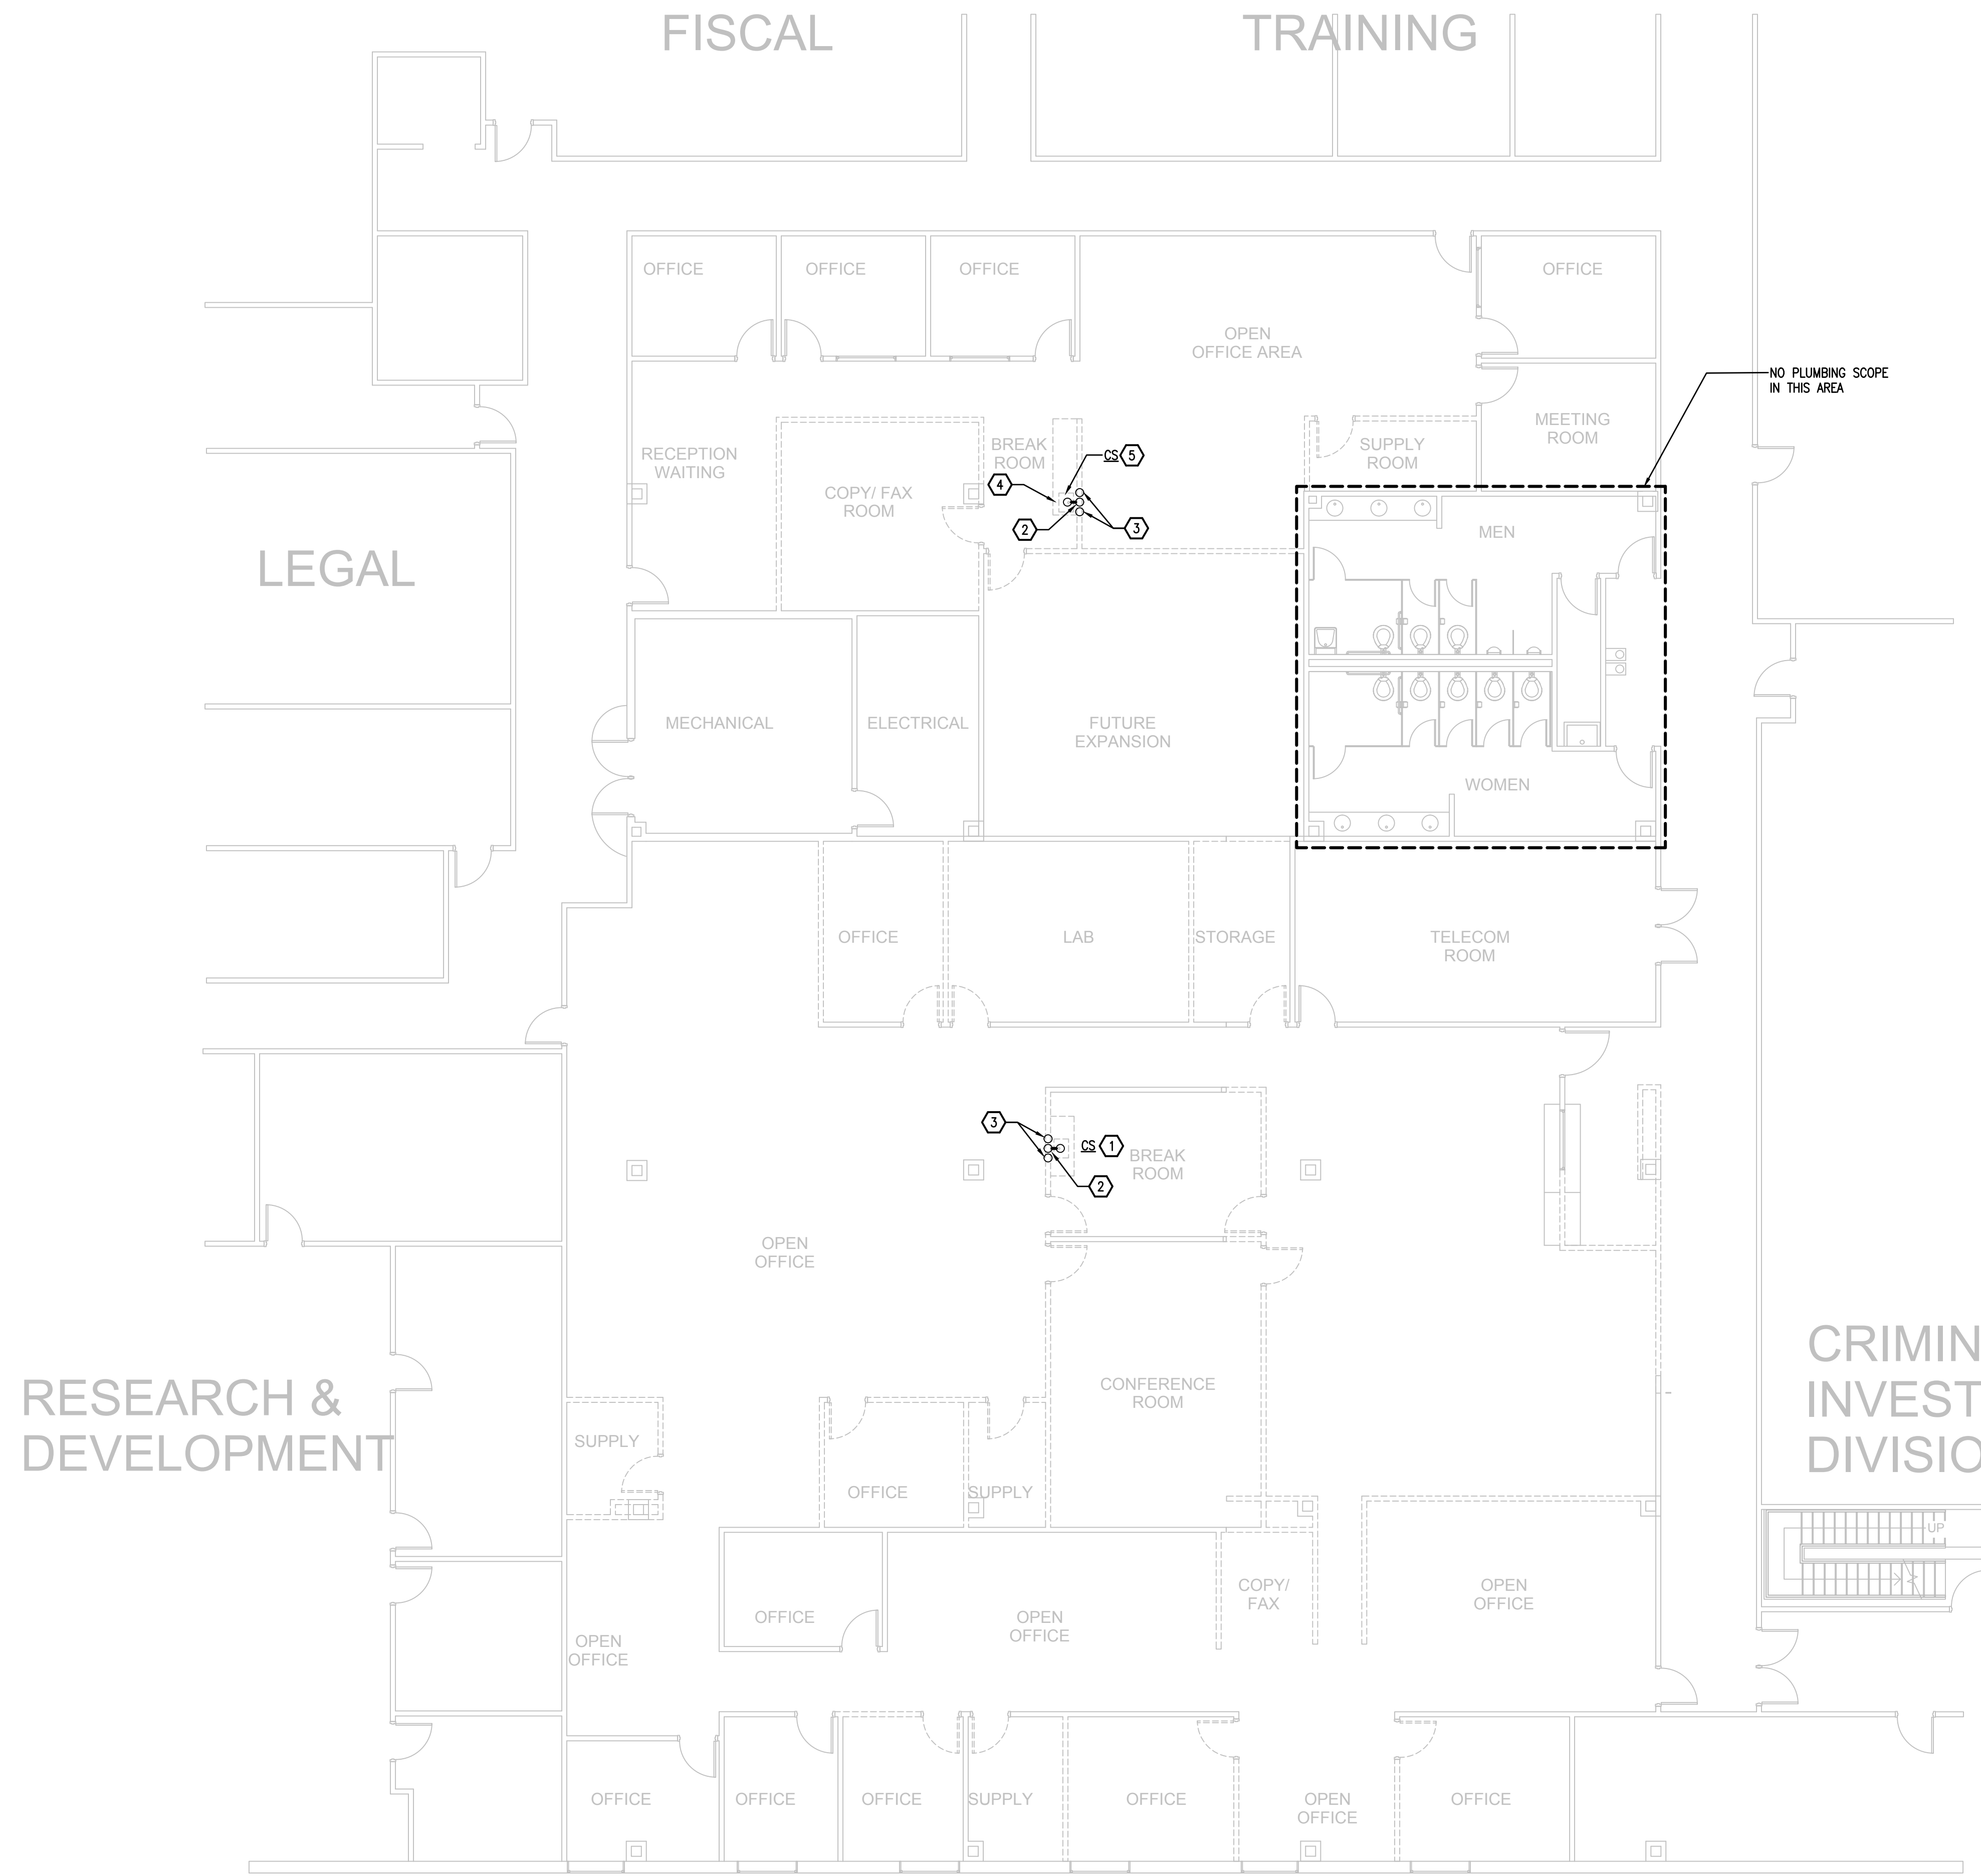 FISCAL
TRAINING
OFFICE
OFFICE
OFFICE
OFFICE
OPEN
OFFICE AREA
NO PLUMBING SCOPE
IN THIS AREA
MEETING
ROOM
RECEPTION
WAITING
BREAK
ROOM
CS 5
SUPPLY
ROOM
4
COPY/ FAX
ROOM
2
3
MEN
LEGAL
MECHANICAL
ELECTRICAL
FUTURE
EXPANSION
WOMEN
OFFICE
LAB
STORAGE
TELECOM
ROOM
3
CS 1
BREAK
ROOM
2
OPEN
OFFICE
CRIMIN
INVEST
DIVISIO
RESEARCH &
DEVELOPMENT
CONFERENCE
ROOM
SUPPLY
OFFICE
SUPPLY
UP
COPY/
FAX
OPEN
OFFICE
OFFICE
OPEN
OFFICE
OPEN
OFFICE
OFFICE
OFFICE
OFFICE
SUPPLY
OFFICE
OPEN
OFFICE
OFFICE